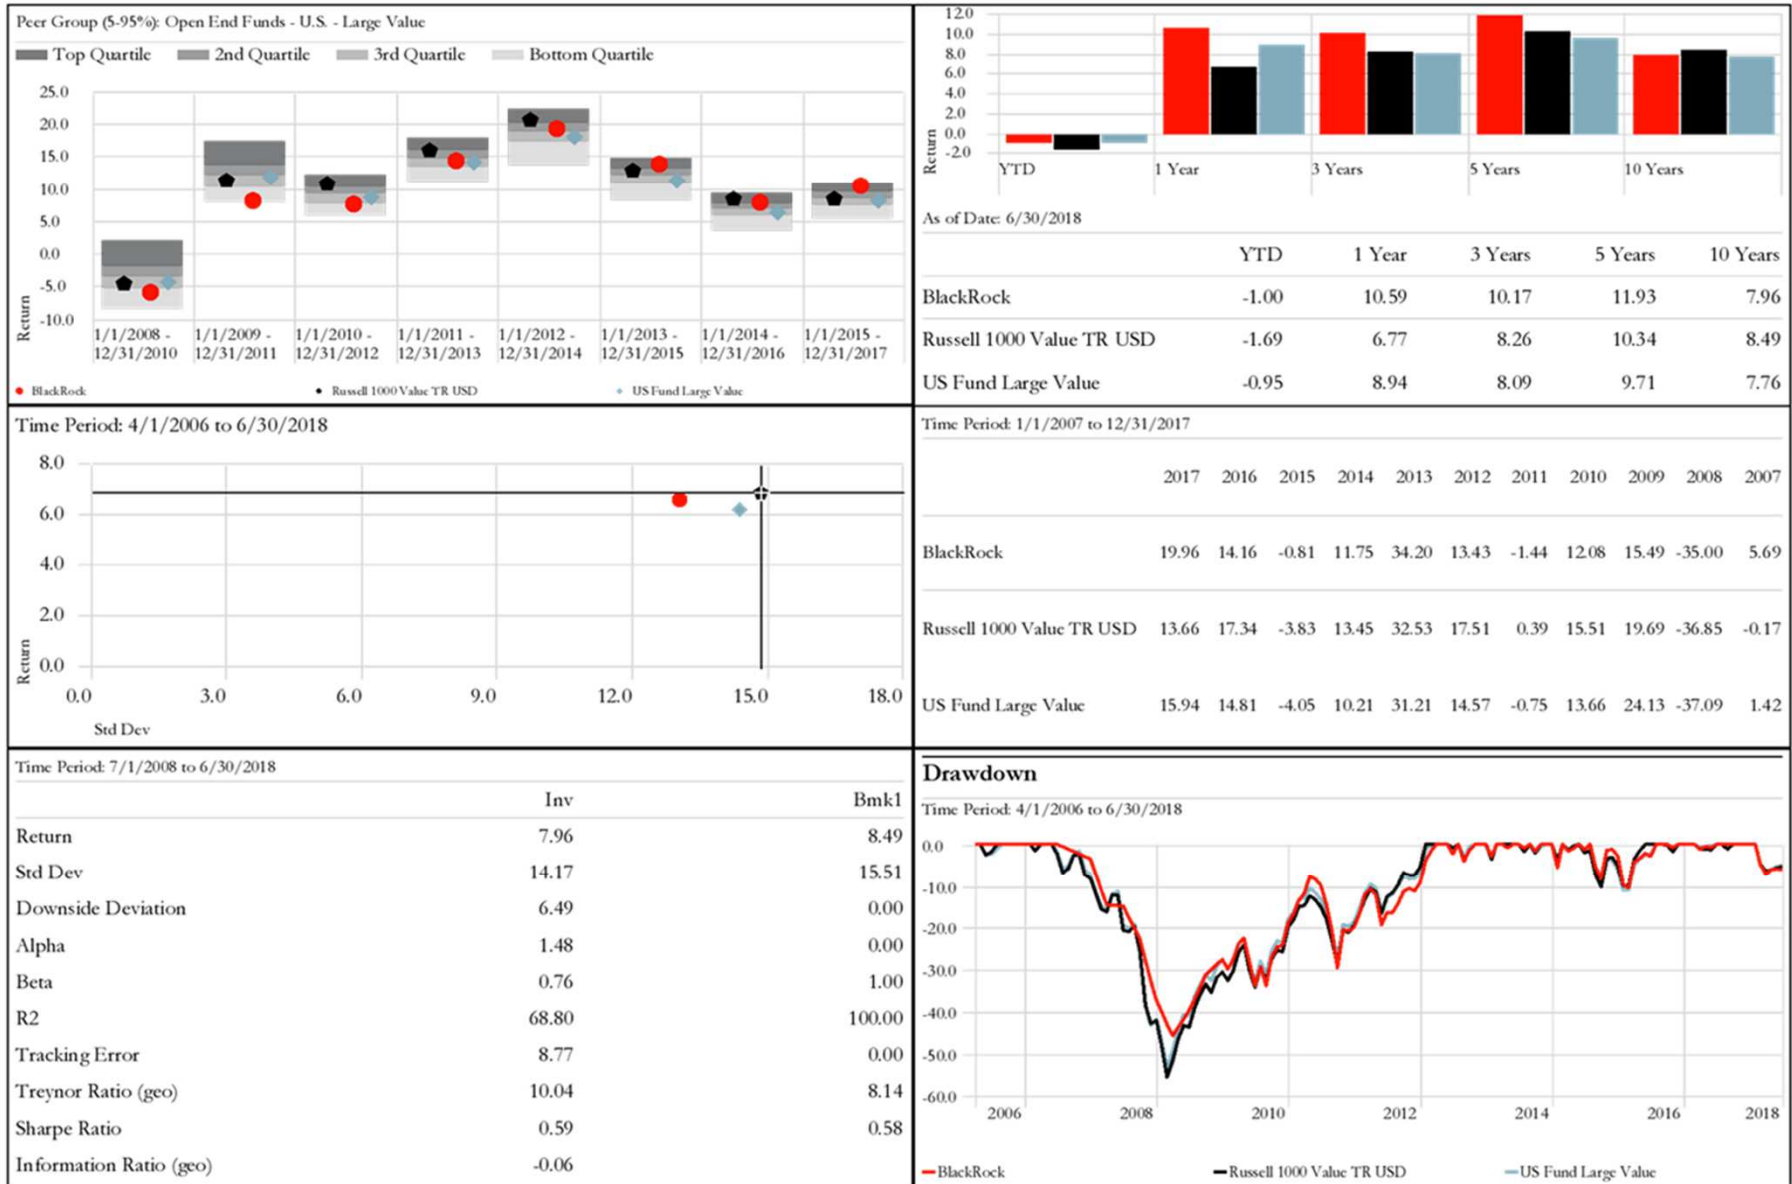 Peer Group (5-95%): Open End Funds - U.S. - Large Value
Top Quartile 2nd Quartile 3rd Quartile Bottom Quartile
25.0
20.0
15.0
10.0
5.0
0.0
-5.0
-10.0
Return
1/1/2008 - 1/1/2009 - 1/1/2010 - 1/1/2011 - 1/1/2012 - 1/1/2013 - 1/1/2014 - 1/1/2015 -
12/31/2010 12/31/2011 12/31/2012 12/31/2013 12/31/2014 12/31/2015 12/31/2016 12/31/2017
BlackRock Russell 1000 Value TR USD US Fund Large Value
12.0
10.0
8.0
6.0
4.0
2.0
0.0
-2.0
Return
YTD 1 Year 3 Years 5 Years 10 Years
As of Date: 6/30/2018
YTD 1 Year 3 Years 5 Years 10 Years
BlackRock -1.00 10.59 10.17 11.93 7.96
Russell 1000 Value TR USD -1.69 6.77 8.26 10.34 8.49
US Fund Large Value -0.95 8.94 8.09 9.71 7.76
Time Period: 4/1/2006 to 6/30/2018
8.0
6.0
4.0
2.0
0.0
Return
0.0 3.0 6.0 9.0 12.0 15.0 18.0
Std Dev
Time Period: 1/1/2007 to 12/31/2017
2017 2016 2015 2014 2013 2012 2011 2010 2009 2008 2007
BlackRock 19.96 14.16 -0.81 11.75 34.20 13.43 -1.44 12.08 15.49 -35.00 5.69
Russell 1000 Value TR USD 13.66 17.34 -3.83 13.45 32.53 17.51 0.39 15.51 19.69 -36.85 -0.17
US Fund Large Value 15.94 14.81 -4.05 10.21 31.21 14.57 -0.75 13.66 24.13 -37.09 1.42
Time Period: 7/1/2008 to 6/30/2018
Inv Bmk1
Return 7.96 8.49
Std Dev 14.17 15.51
Downside Deviation 6.49 0.00
Alpha 1.48 0.00
Beta 0.76 1.00
R2 68.80 100.00
Tracking Error 8.77 0.00
Treynor Ratio (geo) 10.04 8.14
Sharpe Ratio 0.59 0.58
Information Ratio (geo) -0.06
Drawdown
Time Period: 4/1/2006 to 6/30/2018
0.0
-10.0
-20.0
-30.0
-40.0
-50.0
-60.0
2006 2008 2010 2012 2014 2016 2018
BlackRock Russell 1000 Value TR USD US Fund Large Value